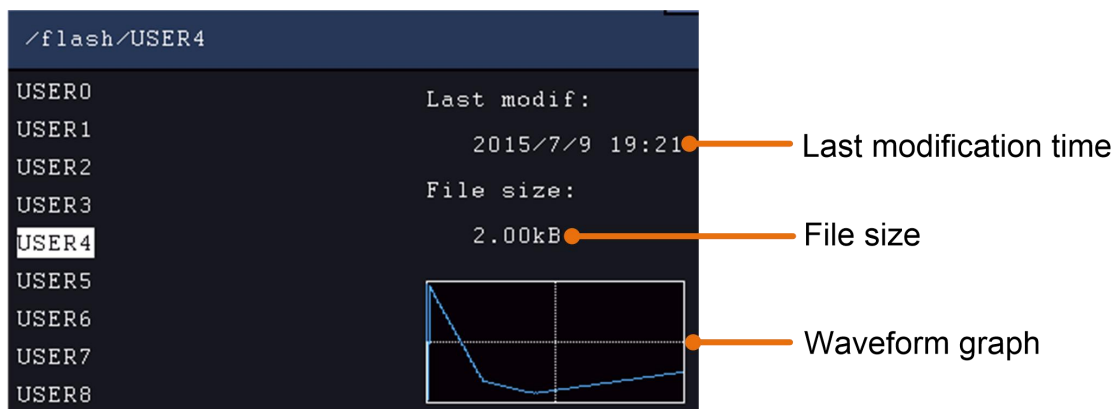 /flash/USER4
USER0
USER1
USER2
USER3
USER4
USER5
USER6
USER7
USER8
Last modif:
2015/7/9 19:21
File size:
2.00kB
Last modification time
File size
Waveform graph